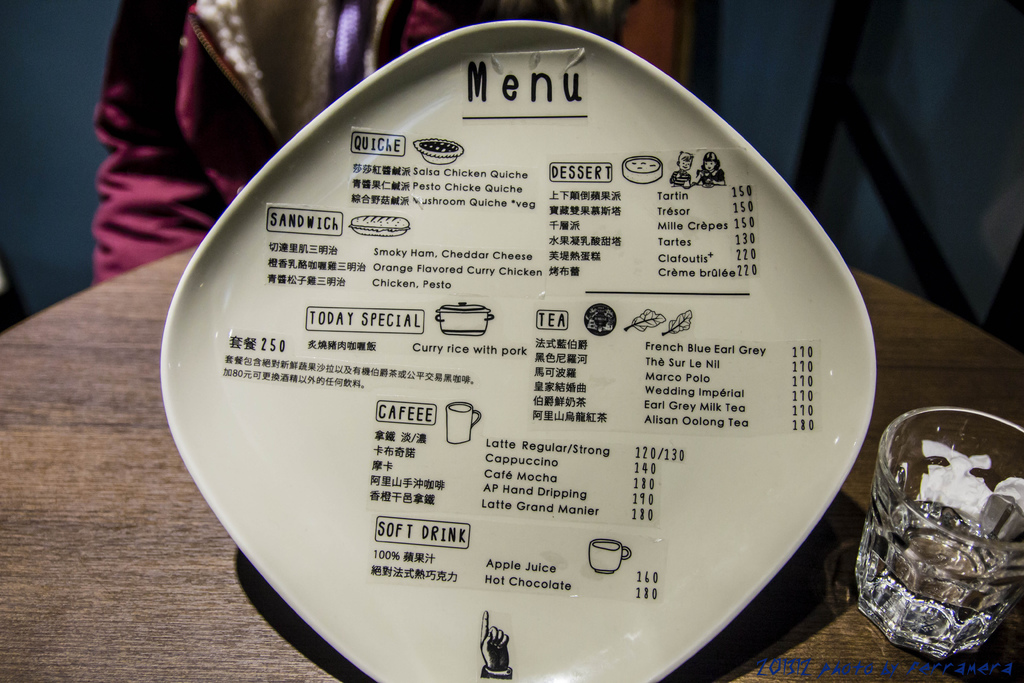 Menu
QUICHE
莎莎紅醬鹹派 Salsa Chicken Quiche
青醬果仁鹹派 Pesto Chicke Quiche
綜合野菇鹹派 Mushroom Quiche *veg
SANDWICH
切達里肌三明治 Smoky Ham, Cheddar Cheese
橙香乳酪咖喱雞三明治 Orange Flavored Curry Chicken
青醬松子雞三明治 Chicken, Pesto
DESSERT
上下顛倒蘋果派 Tartin 150
寶藏雙果慕斯塔 Trésor 150
千層派 Mille Crèpes 150
水果凝乳酸甜塔 Tartes 130
芙堤熱蛋糕 Clafoutis+ 220
烤布蕾 Crème brûlée 220
TODAY SPECIAL
套餐 250 炙燒豬肉咖喱飯 Curry rice with pork
套餐包含絕對新鮮蔬果沙拉以及有機伯爵茶或公平交易黑咖啡。
加80元可更換酒精以外的任何飲料。
TEA
法式藍伯爵 French Blue Earl Grey 170
黑色尼羅河 Thè Sur Le Nil 170
馬可波羅 Marco Polo 170
皇家結婚曲 Wedding Impérial 170
伯爵鮮奶茶 Earl Grey Milk Tea 170
阿里山烏龍紅茶 Alisan Oolong Tea 180
CAFEEE
拿鐵 淡/濃 Latte Regular/Strong 120/130
卡布奇諾 Cappuccino 140
摩卡 Café Mocha 180
阿里山手沖咖啡 AP Hand Dripping 190
香橙干邑拿鐵 Latte Grand Manier 180
SOFT DRINK
100% 蘋果汁 Apple Juice 160
絕對法式熱巧克力 Hot Chocolate 180
photo by ferramera